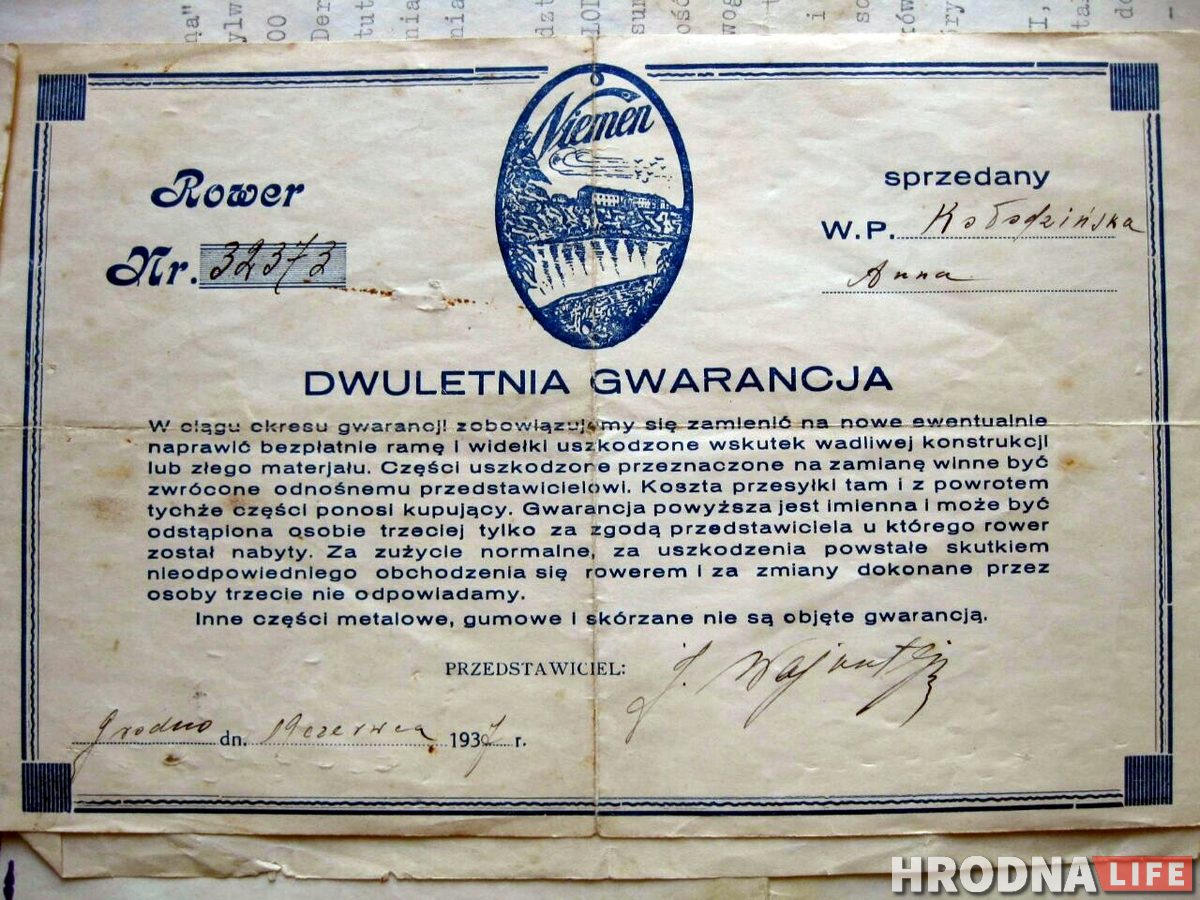 Niemen
Rower
Nr. 32373
sprzedany
W.P. Kołodzińska
Anna
DWULETNIA GWARANCJA
W ciągu okresu gwarancji zobowiązujemy się zamienić na nowe ewentualnie
naprawić bezpłatnie ramę i widełki uszkodzone wskutek wadliwej konstrukcji
lub złego materjału. Części uszkodzone przeznaczone na zamianę winne być
zwrócone odnośnemu przedstawicielowi. Koszta przesyłki tam i z powrotem
tychże części ponosi kupujący. Gwarancja powyższa jest imienna i może być
odstąpiona osobie trzeciej tylko za zgodą przedstawiciela u którego rower
został nabyty. Za zużycie normalne, za uszkodzenia powstałe skutkiem
nieodpowiedniego obchodzenia się rowerem i za zmiany dokonane przez
osoby trzecie nie odpowiadamy.
Inne części metalowe, gumowe i skórzane nie są objęte gwarancją.
PRZEDSTAWICIEL: J.
Grodno dn. 19 czerwca 1937 r.
HRODNA LIFE